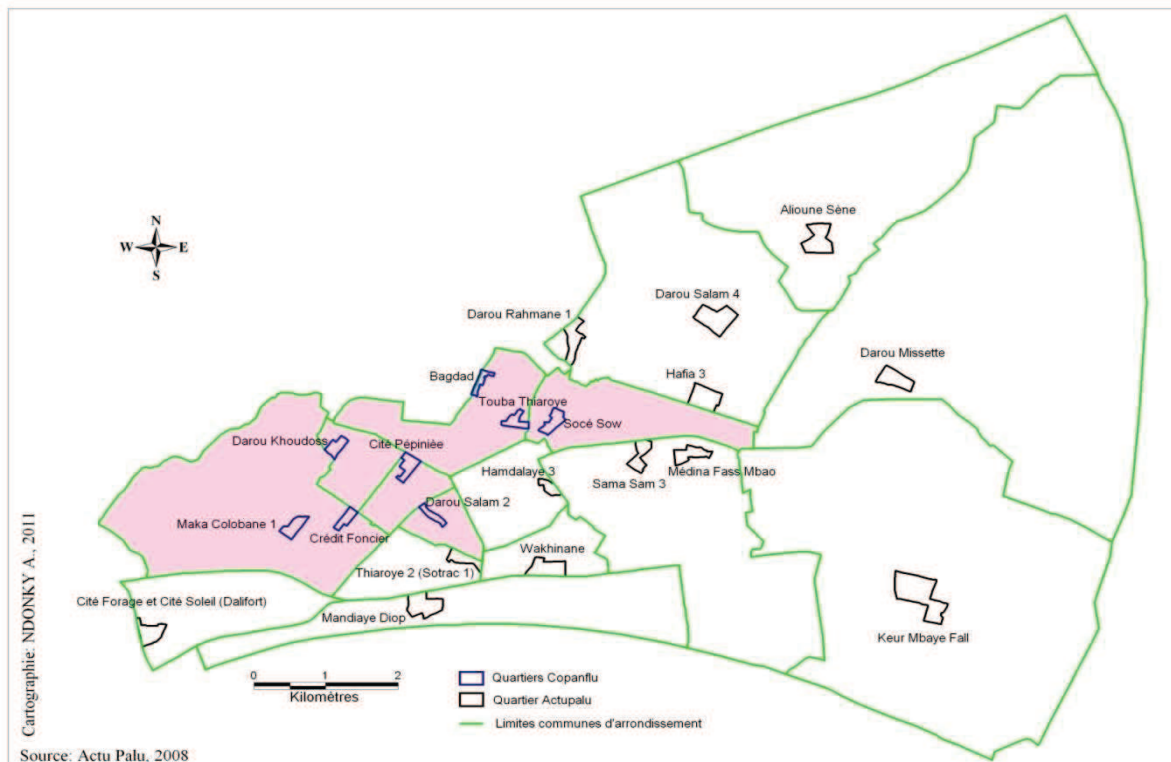 N
W E
S
Alioune Sène
Darou Salam 4
Darou Rahmane 1
Darou Missette
Hafia 3
Bagdad
Touba Thiaroye
Socé Sow
Darou Khoudoss
Cité Pépiniée
Médina Fass Mbao
Hamdalaye 3
Sama Sam 3
Darou Salam 2
Maka Colobane 1
Crédit Foncier
Wakhinane
Thiaroye 2 (Sotrac 1)
Cité Forage et Cité Soleil (Dalifort)
Mandiaye Diop
Keur Mbaye Fall
0 1 2
Kilomètres
Quartiers Copanflu
Quartier Actupalu
Limites communes d'arrondissement
Cartographie: NDONKY A., 2011
Source: Actu Palu, 2008